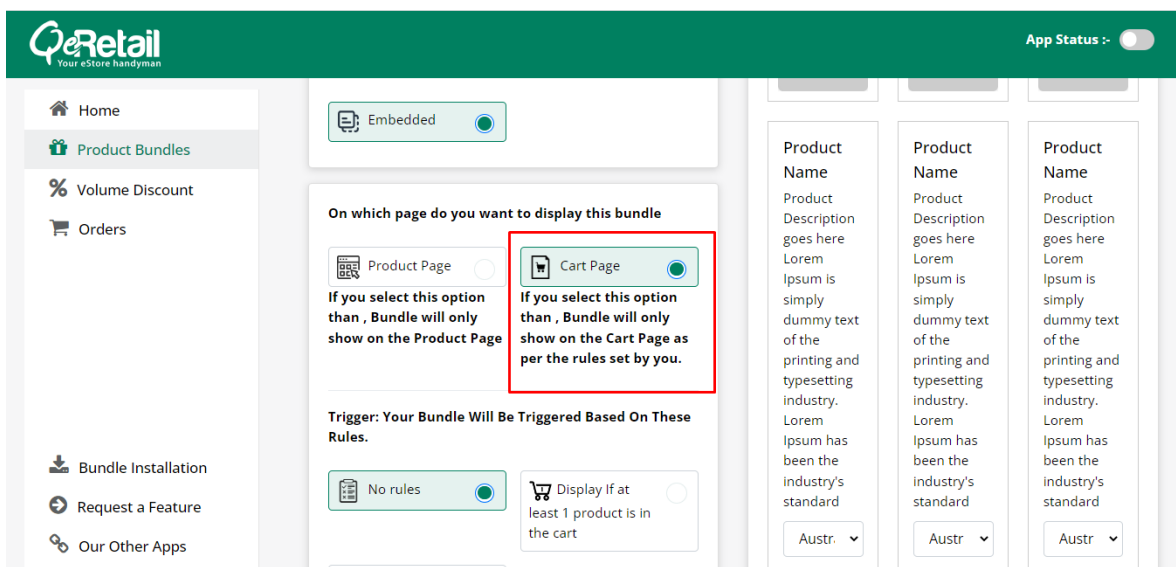 QeRetail
Your eStore handyman
App Status :-
Home
Product Bundles
Volume Discount
Orders
Bundle Installation
Request a Feature
Our Other Apps
Embedded
On which page do you want to display this bundle
Product Page
If you select this option
than , Bundle will only
show on the Product Page
Cart Page
If you select this option
than , Bundle will only
show on the Cart Page as
per the rules set by you.
Trigger: Your Bundle Will Be Triggered Based On These
Rules.
No rules
Display If at
least 1 product is in
the cart
Product
Name
Product
Description
goes here
Lorem
Ipsum is
simply
dummy text
of the
printing and
typesetting
industry.
Lorem
Ipsum has
been the
industry's
standard
Austr
Product
Name
Product
Description
goes here
Lorem
Ipsum is
simply
dummy text
of the
printing and
typesetting
industry.
Lorem
Ipsum has
been the
industry's
standard
Austr
Product
Name
Product
Description
goes here
Lorem
Ipsum is
simply
dummy text
of the
printing and
typesetting
industry.
Lorem
Ipsum has
been the
industry's
standard
Austr